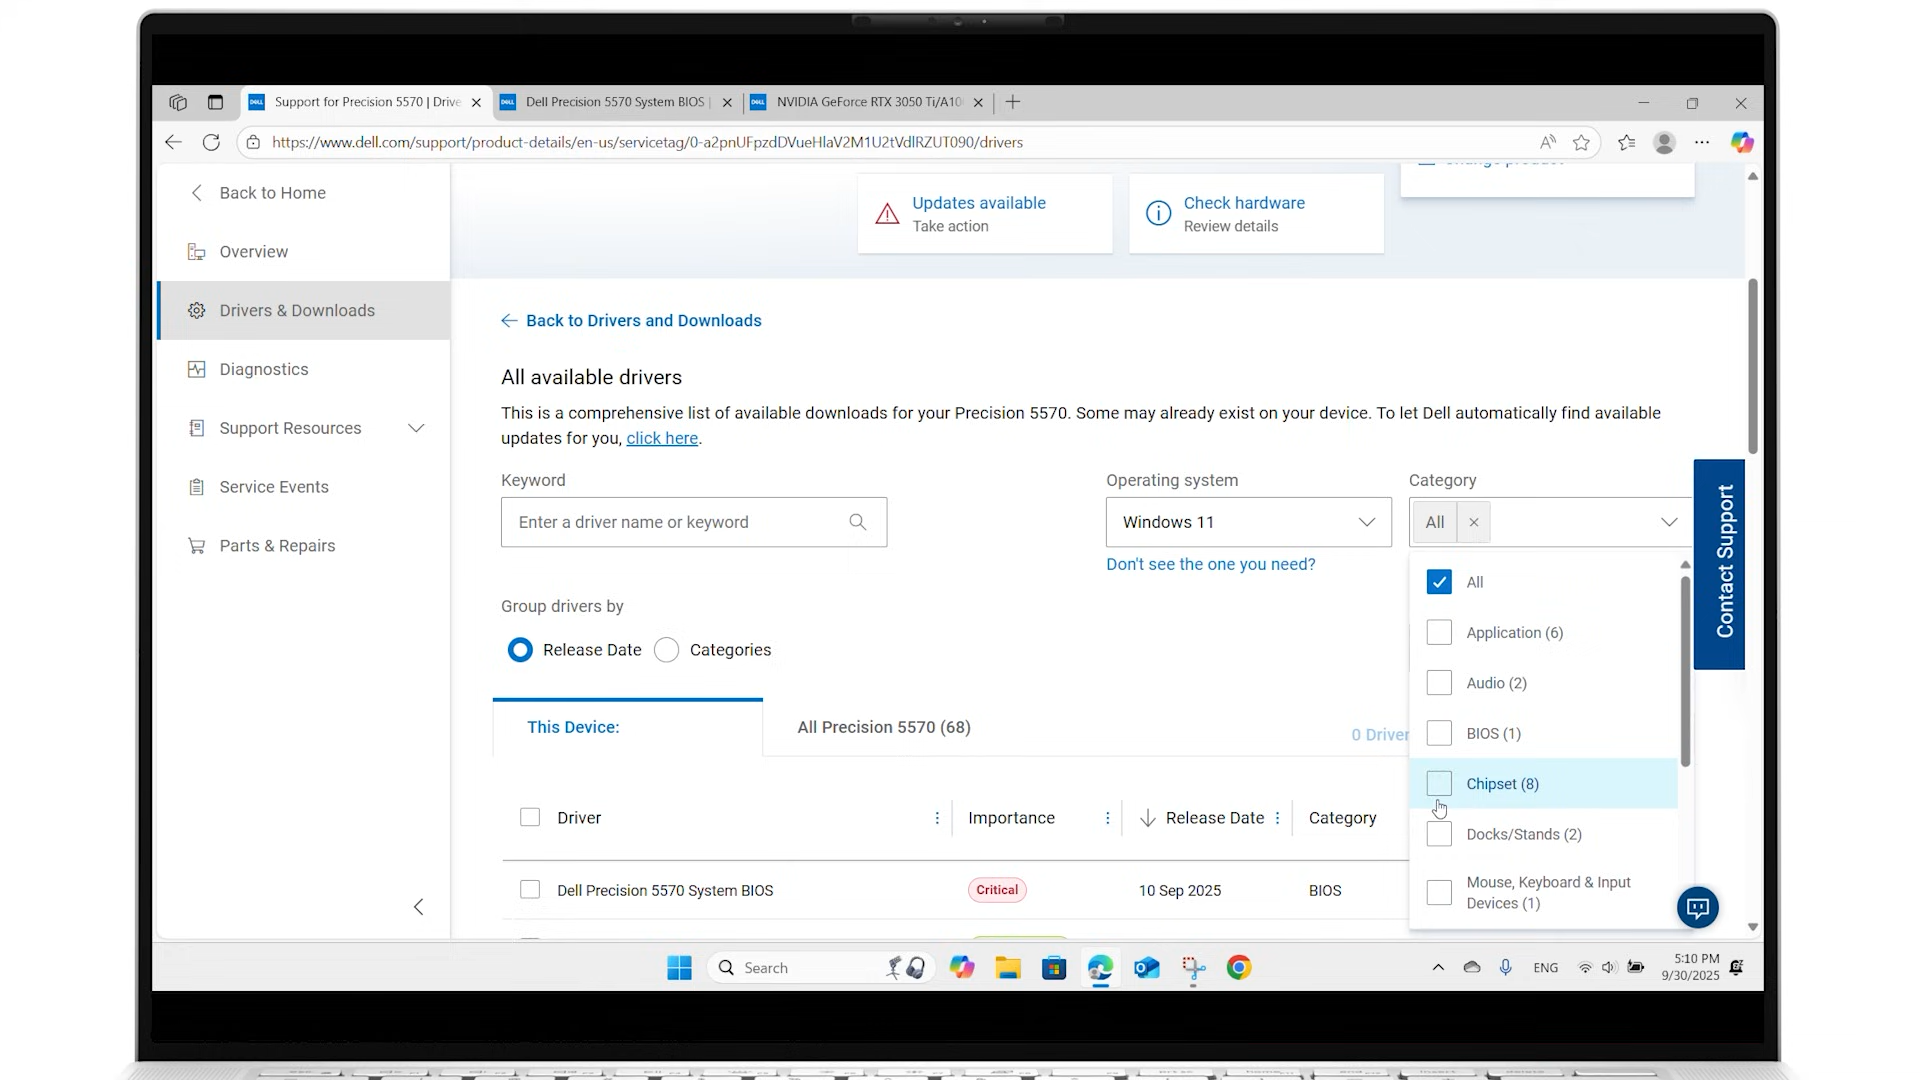 Support for Precision 5570 | Drive
Dell Precision 5570 System BIOS |
NVIDIA GeForce RTX 3050 Ti/A10
https://www.dell.com/support/product-details/en-us/servicetag/0-a2pnUFpzdDVueHlaV2M1U2tVdlRZUT090/drivers
Back to Home
Overview
Drivers & Downloads
Diagnostics
Support Resources
Service Events
Parts & Repairs
Updates available
Take action
Check hardware
Review details
Change product
Back to Drivers and Downloads
All available drivers
This is a comprehensive list of available downloads for your Precision 5570. Some may already exist on your device. To let Dell automatically find available
updates for you, click here.
Keyword
Enter a driver name or keyword
Operating system
Windows 11
Don't see the one you need?
Category
All
All
Application (6)
Audio (2)
BIOS (1)
Chipset (8)
Docks/Stands (2)
Mouse, Keyboard & Input
Devices (1)
Contact Support
Group drivers by
Release Date
Categories
This Device:
All Precision 5570 (68)
0 Driver
Driver
Importance
Release Date
Category
Dell Precision 5570 System BIOS
Critical
10 Sep 2025
BIOS
Search
ENG
5:10 PM
9/30/2025